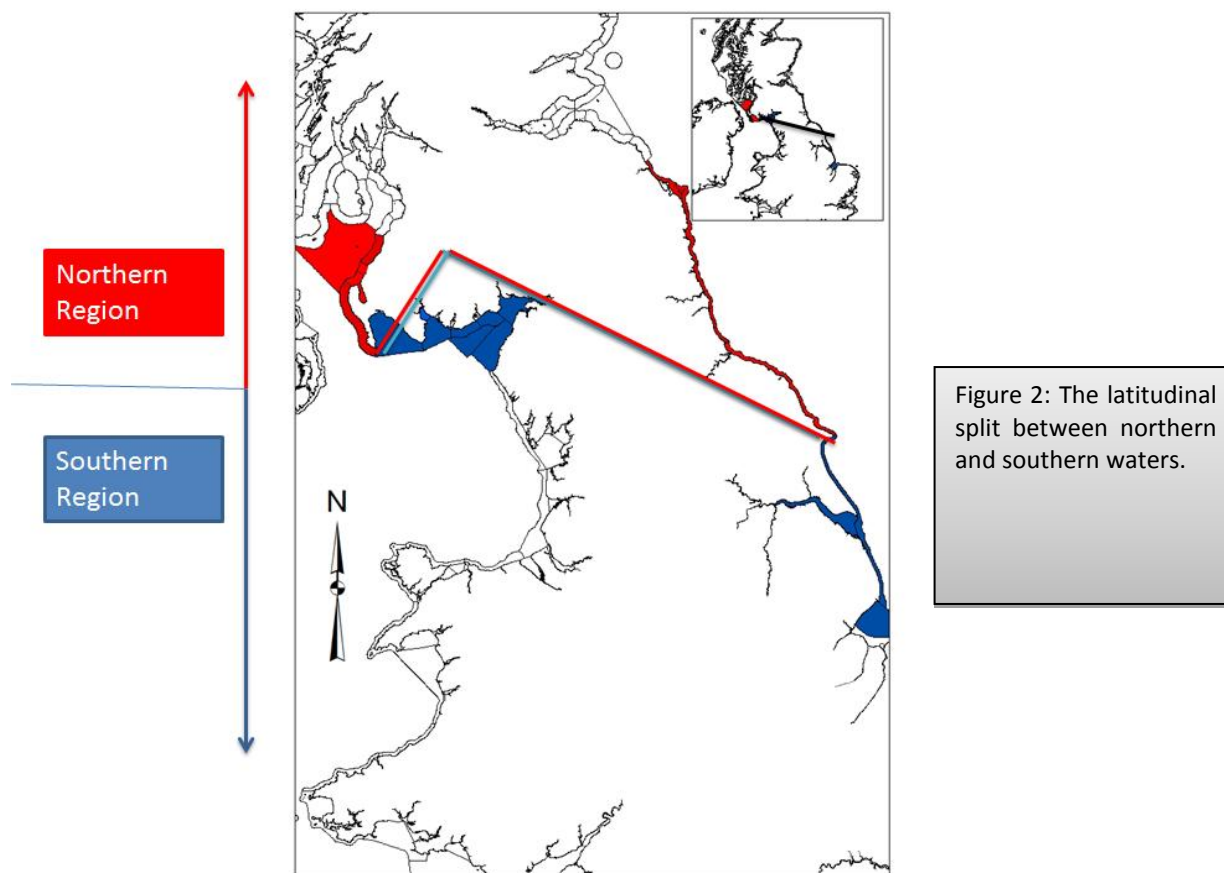 Northern
Region
Southern
Region
N
Figure 2: The latitudinal
split between northern
and southern waters.